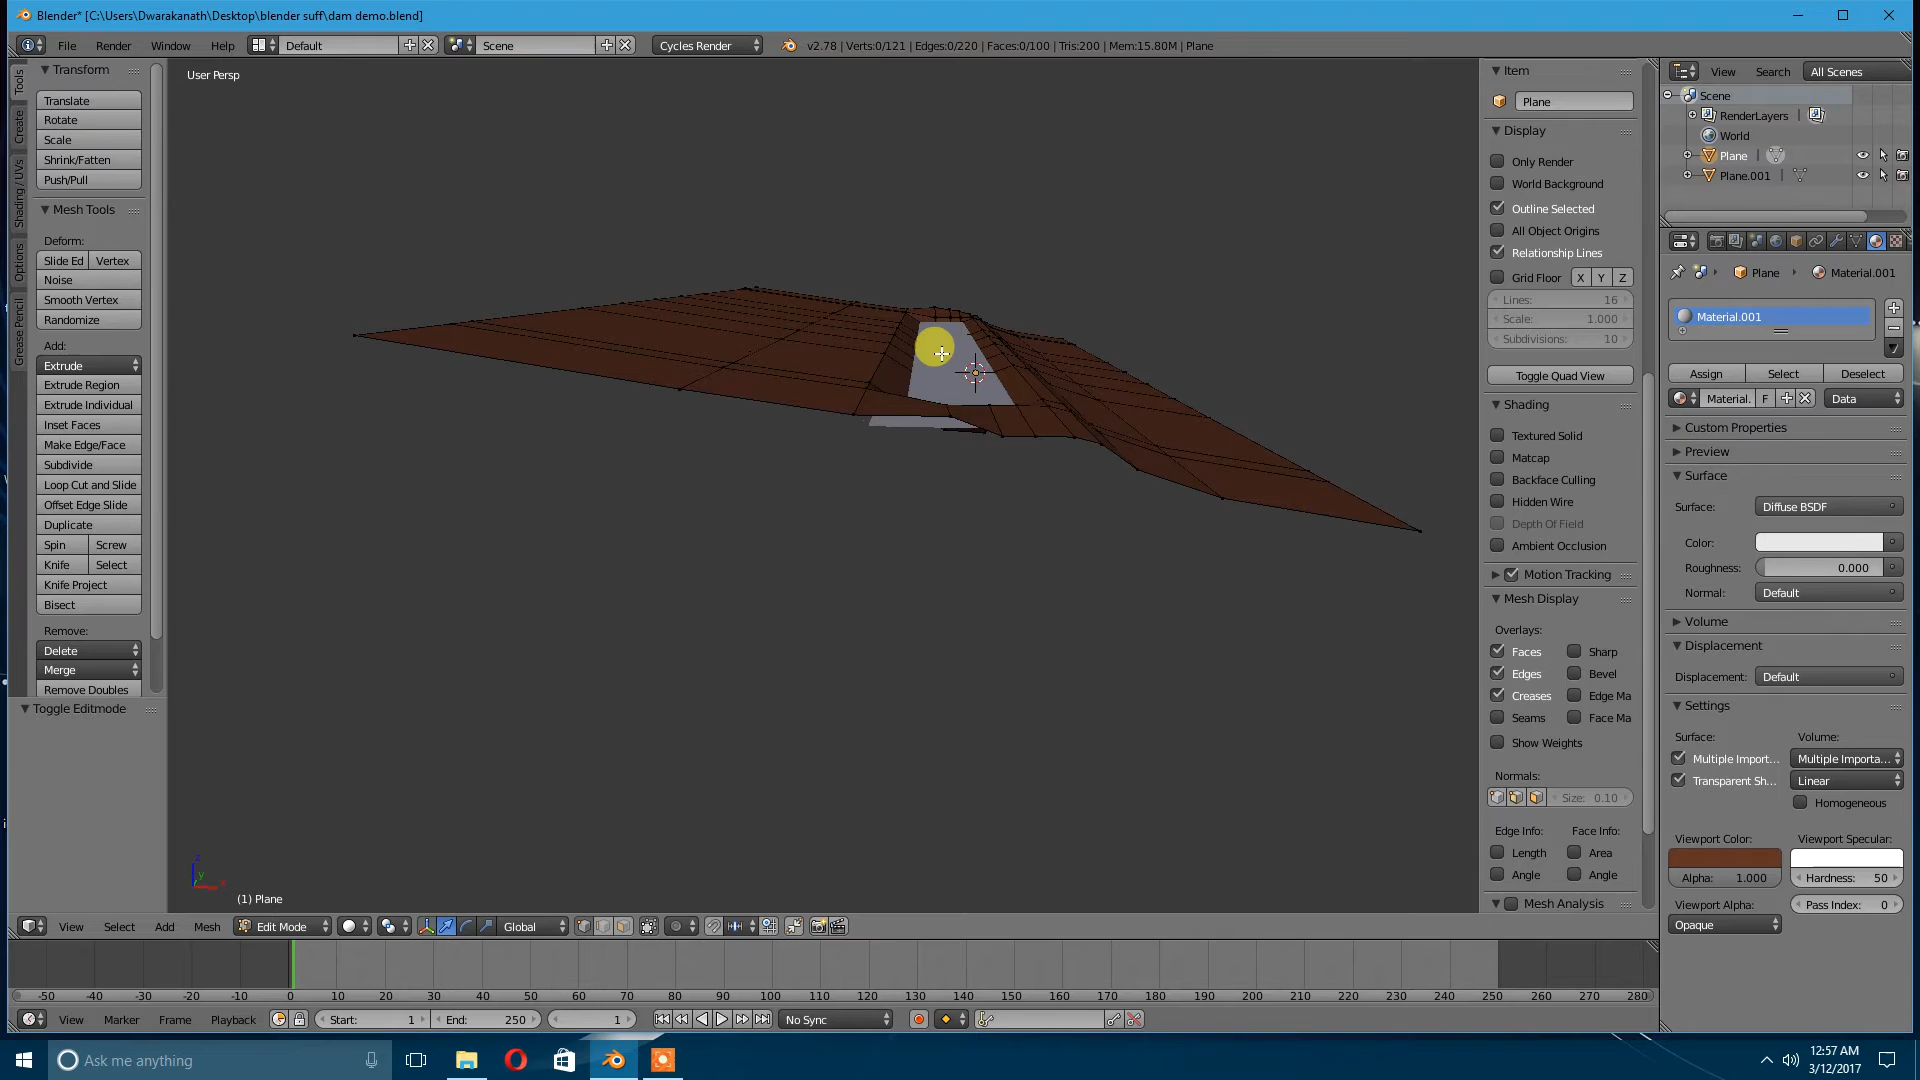 Blender* [C:\Users\Dwarakanath\Desktop\blender suff\dam demo.blend]
File Render Window Help Default Scene Cycles Render v2.78 | Verts:0/121 | Edges:0/220 | Faces:0/100 | Tris:200 | Mem:15.80M | Plane
Tools
Create
Shading / UVs
Options
Grease Pencil
Transform
Translate
Rotate
Scale
Shrink/Fatten
Push/Pull
Mesh Tools
Deform:
Slide Ed Vertex
Noise
Smooth Vertex
Randomize
Add:
Extrude
Extrude Region
Extrude Individual
Inset Faces
Make Edge/Face
Subdivide
Loop Cut and Slide
Offset Edge Slide
Duplicate
Spin Screw
Knife Select
Knife Project
Bisect
Remove:
Delete
Merge
Remove Doubles
Toggle Editmode
User Persp
z
y
x
(1) Plane
Item
Plane
Display
Only Render
World Background
Outline Selected
All Object Origins
Relationship Lines
Grid Floor X Y Z
Lines: 16
Scale: 1.000
Subdivisions: 10
Toggle Quad View
Shading
Textured Solid
Matcap
Backface Culling
Hidden Wire
Depth Of Field
Ambient Occlusion
Motion Tracking
Mesh Display
Overlays:
Faces Sharp
Edges Bevel
Creases Edge Ma
Seams Face Ma
Show Weights
Normals:
Size: 0.10
Edge Info: Face Info:
Length Area
Angle Angle
Mesh Analysis
View Search All Scenes
Scene
RenderLayers |
World
Plane |
Plane.001 |
Plane Material.001
Material.001
Assign Select Deselect
Material. F Data
Custom Properties
Preview
Surface
Surface: Diffuse BSDF
Color:
Roughness: 0.000
Normal: Default
Volume
Displacement
Displacement: Default
Settings
Surface: Volume:
Multiple Import... Multiple Importa...
Transparent Sh... Linear
Homogeneous
Viewport Color: Viewport Specular:
Alpha: 1.000 Hardness: 50
Viewport Alpha: Pass Index: 0
Opaque
View Select Add Mesh Edit Mode Global
-50 -40 -30 -20 -10 0 10 20 30 40 50 60 70 80 90 100 110 120 130 140 150 160 170 180 190 200 210 220 230 240 250 260 270 280
View Marker Frame Playback Start: 1 End: 250 1 No Sync
Ask me anything
12:57 AM
3/12/2017